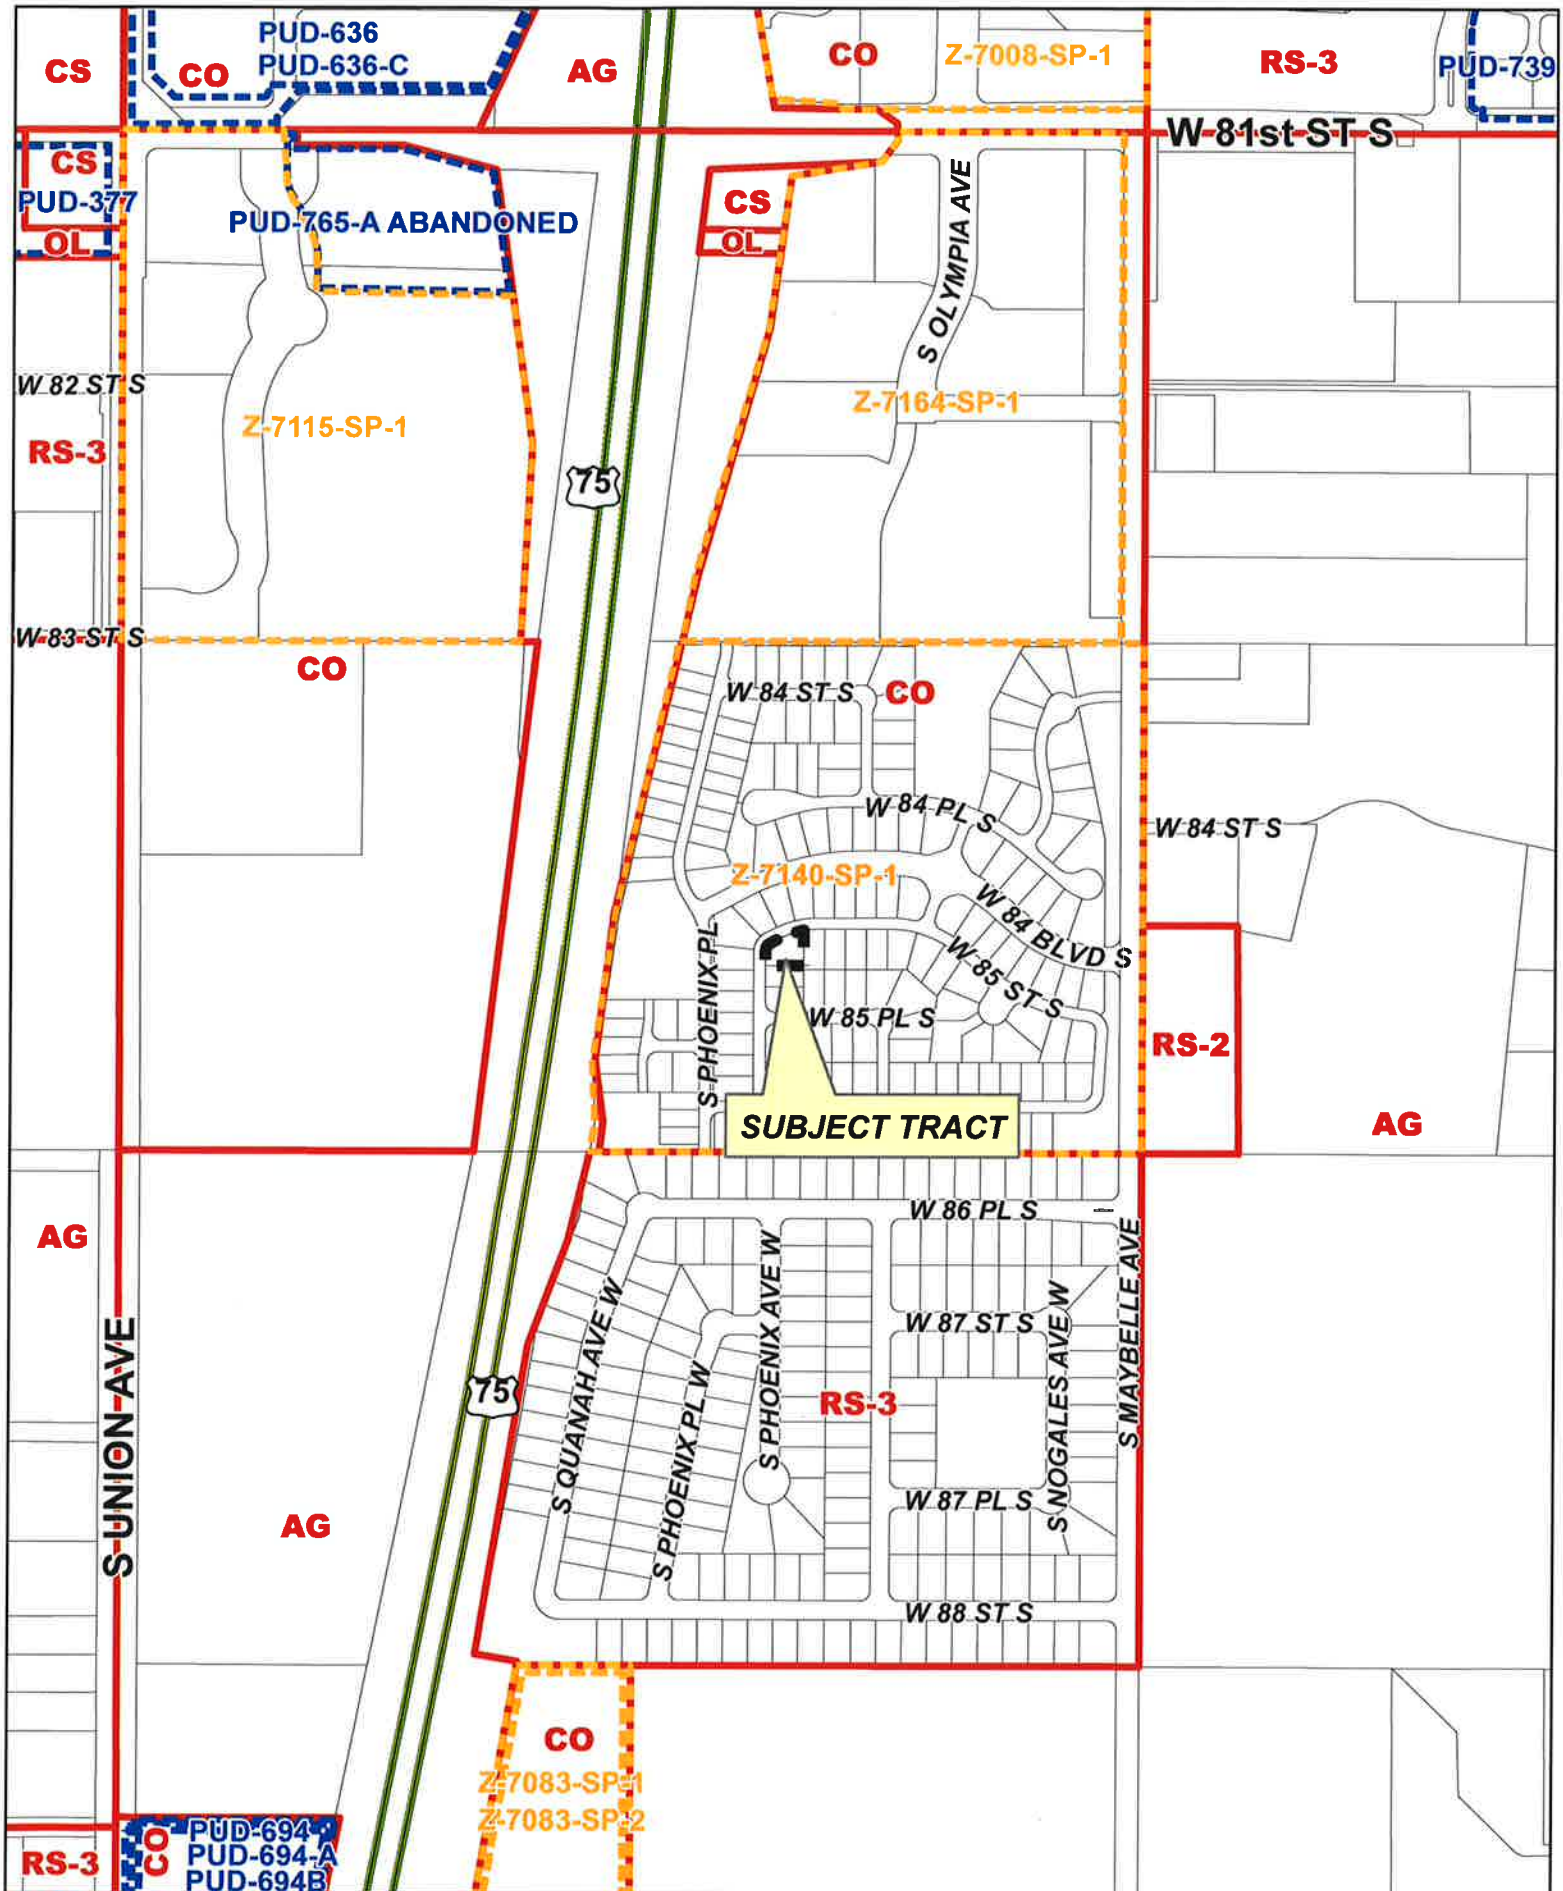 CS
CO
PUD-636
PUD-636-C
AG
CO
Z-7008-SP-1
RS-3
PUD-739
W 81st ST S
CS
PUD-377
OL
PUD-765-A ABANDONED
CS
OL
S OLYMPIA AVE
W 82 ST S
RS-3
Z-7115-SP-1
Z-7164-SP-1
75
W 83 ST S
CO
W 84 ST S
CO
W 84 PL S
W 84 ST S
Z-7140-SP-1
W 84 BLVD S
S PHOENIX PL
W 85 ST S
W 85 PL S
RS-2
SUBJECT TRACT
AG
AG
W 86 PL S
S UNION AVE
S QUANAH AVE W
S PHOENIX PL W
S PHOENIX AVE W
W 87 ST S
S NOGALES AVE W
S MAYBELLE AVE
75
RS-3
W 87 PL S
AG
W 88 ST S
CO
Z-7083-SP-1
Z-7083-SP-2
RS-3
CO
PUD-694
PUD-694-A
PUD-694B